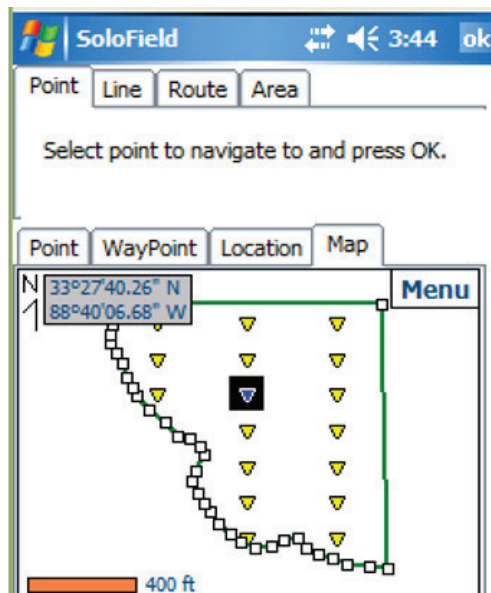 SoloField 3:44 ok
Point Line Route Area
Select point to navigate to and press OK.
Point WayPoint Location Map
N 33°27'40.26" N Menu
88°40'06.68" W
400 ft